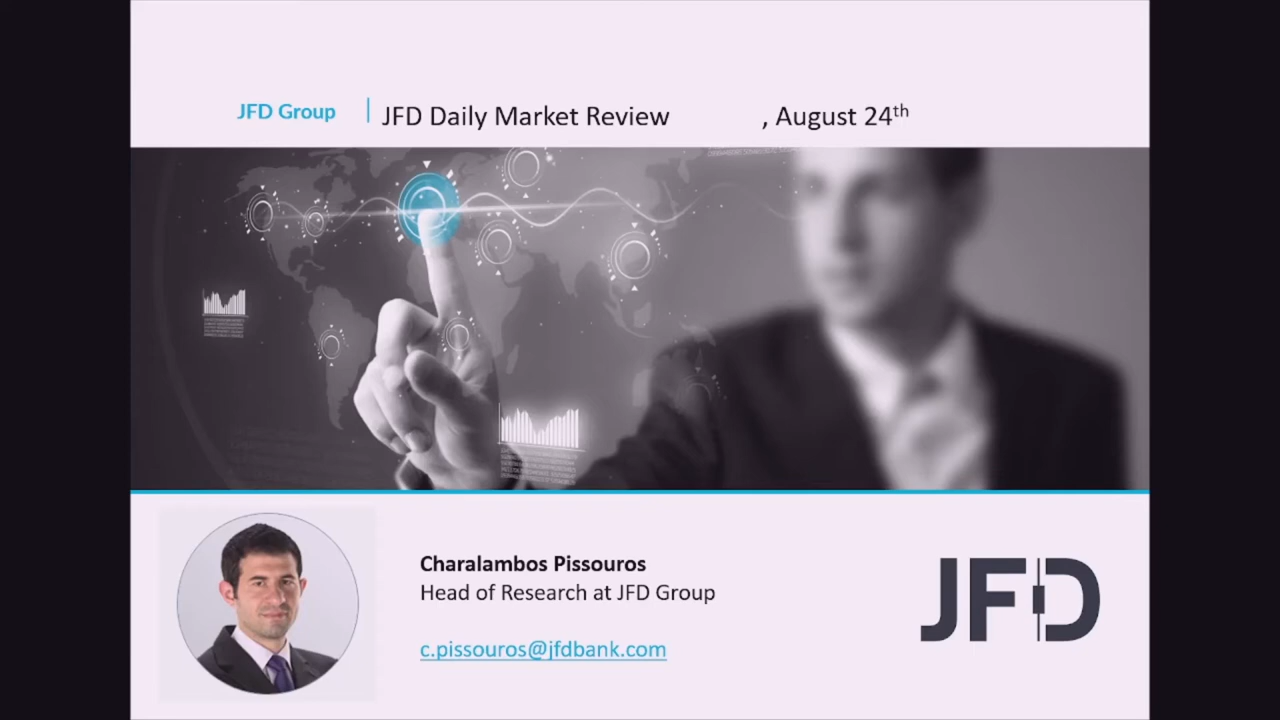 JFD Group
JFD Daily Market Review , August 24th
Charalambos Pissouros
Head of Research at JFD Group
c.pissouros@jfdbank.com
JFD